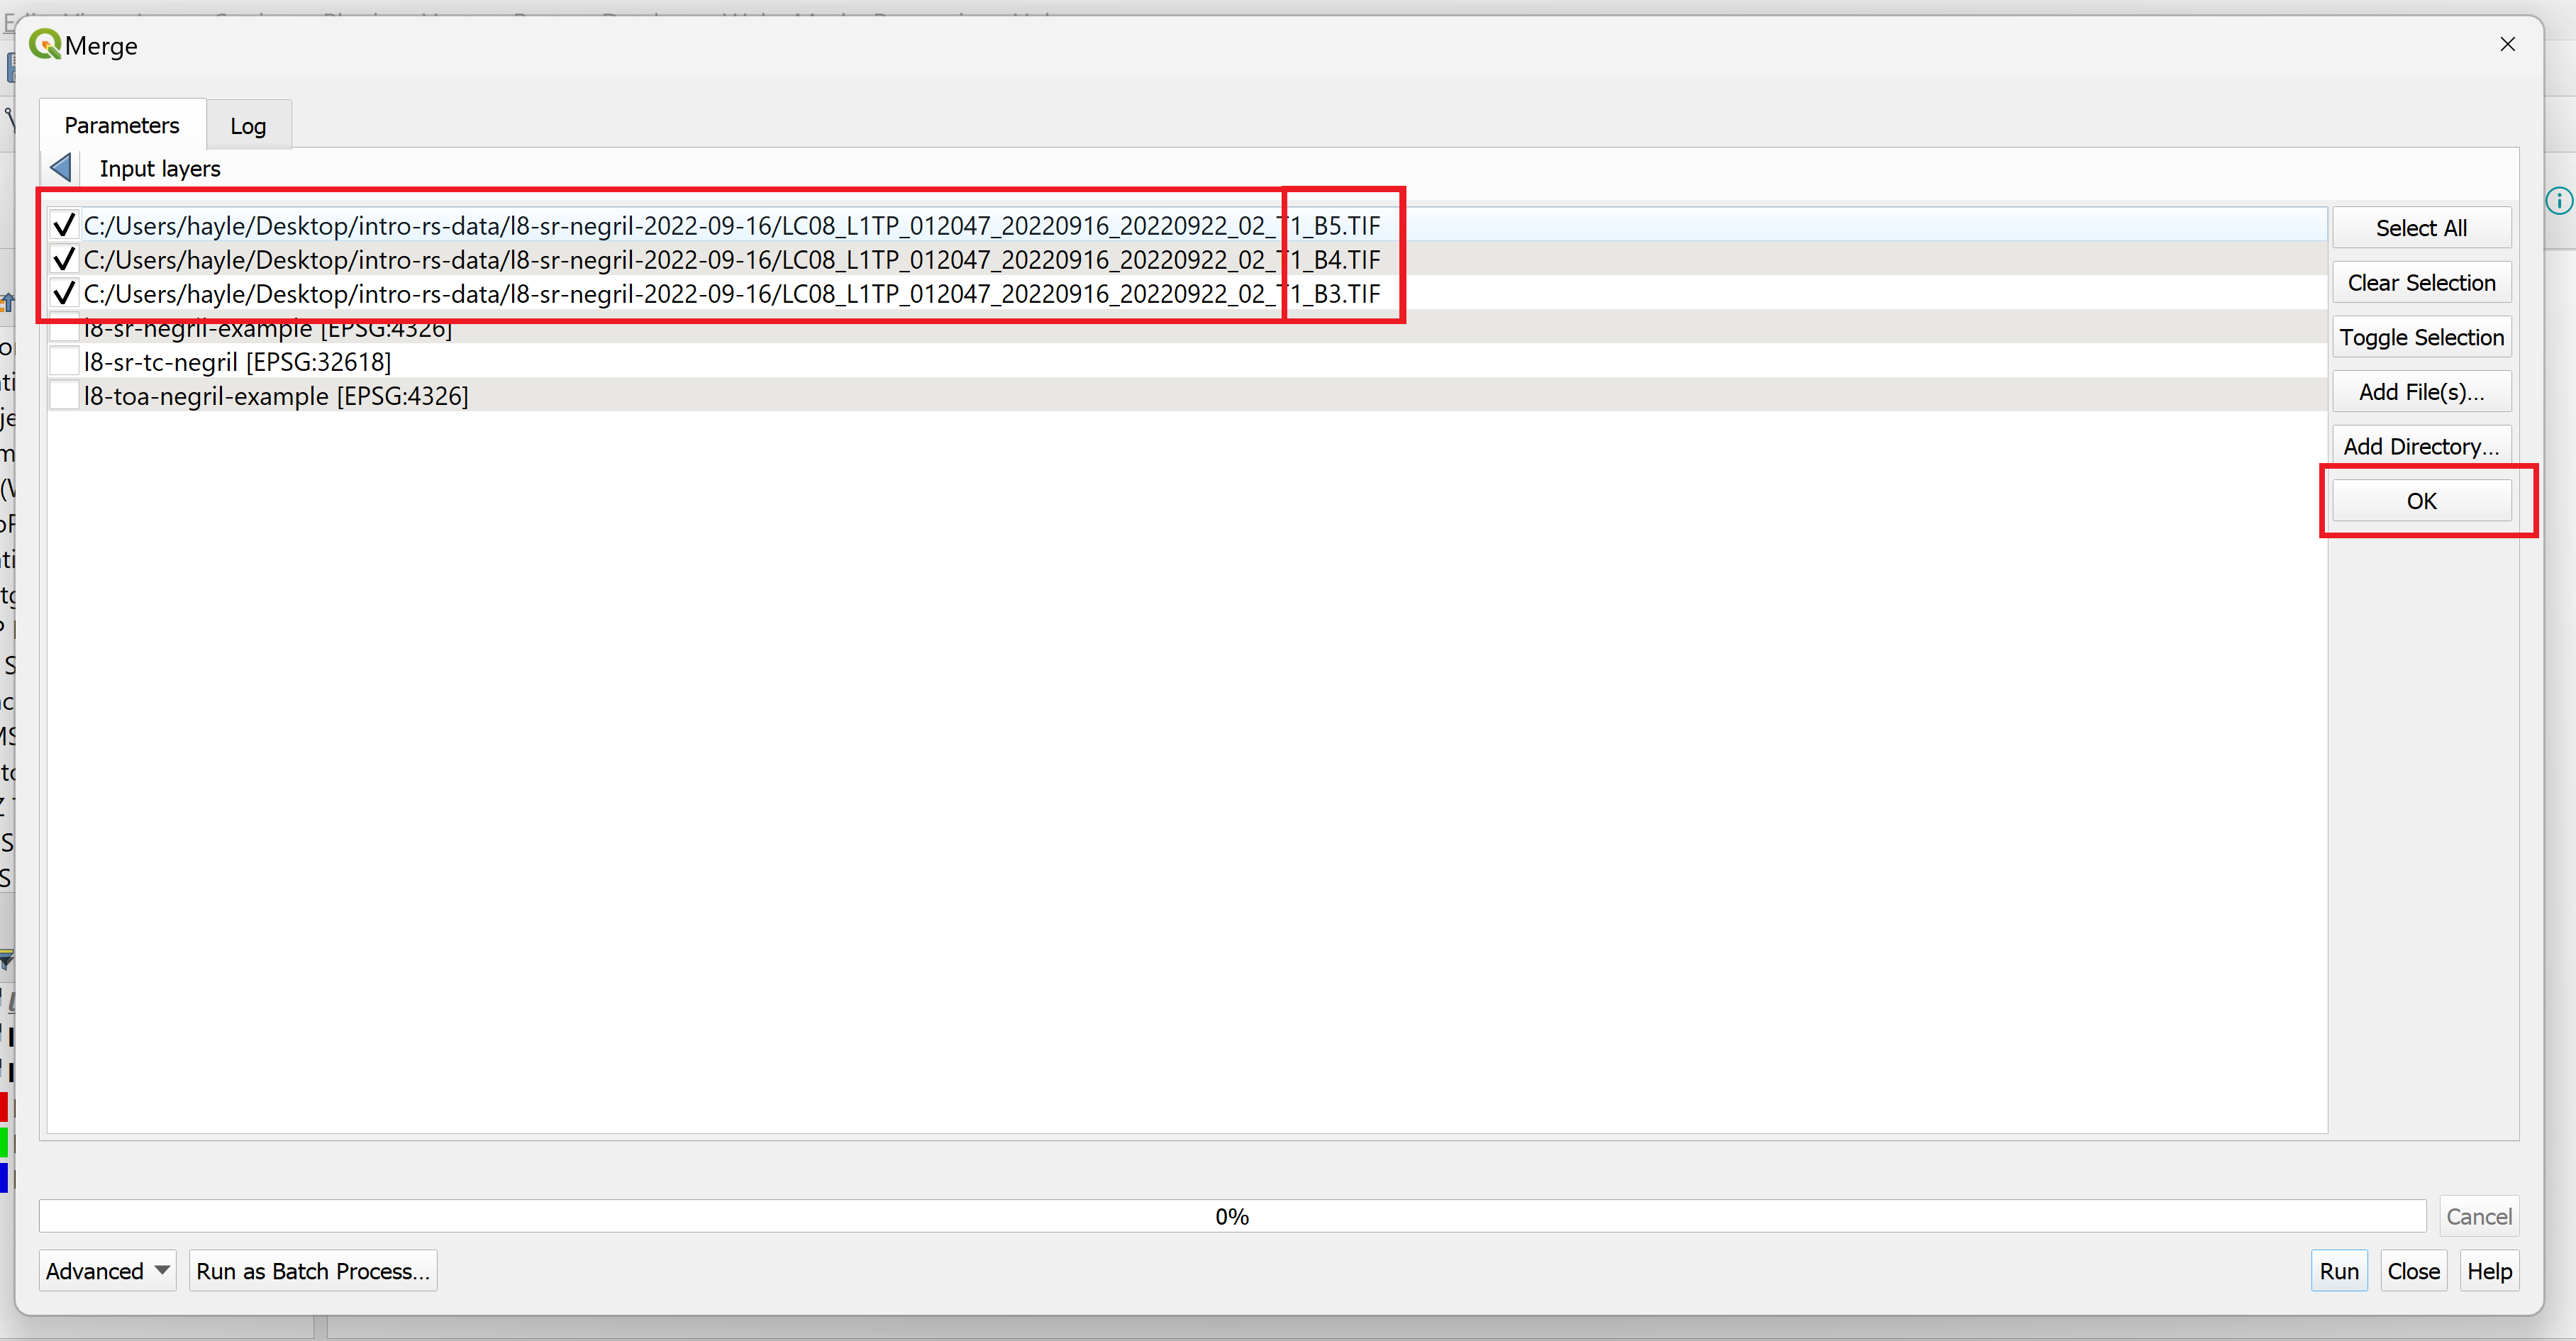 Merge
Parameters
Log
Input layers
C:/Users/hayle/Desktop/intro-rs-data/l8-sr-negril-2022-09-16/LC08_L1TP_012047_20220916_20220922_02_T1_B5.TIF
C:/Users/hayle/Desktop/intro-rs-data/l8-sr-negril-2022-09-16/LC08_L1TP_012047_20220916_20220922_02_T1_B4.TIF
C:/Users/hayle/Desktop/intro-rs-data/l8-sr-negril-2022-09-16/LC08_L1TP_012047_20220916_20220922_02_T1_B3.TIF
l8-sr-negril-example [EPSG:4326]
l8-sr-tc-negril [EPSG:32618]
l8-toa-negril-example [EPSG:4326]
Select All
Clear Selection
Toggle Selection
Add File(s)...
Add Directory...
OK
0%
Cancel
Advanced
Run as Batch Process...
Run
Close
Help